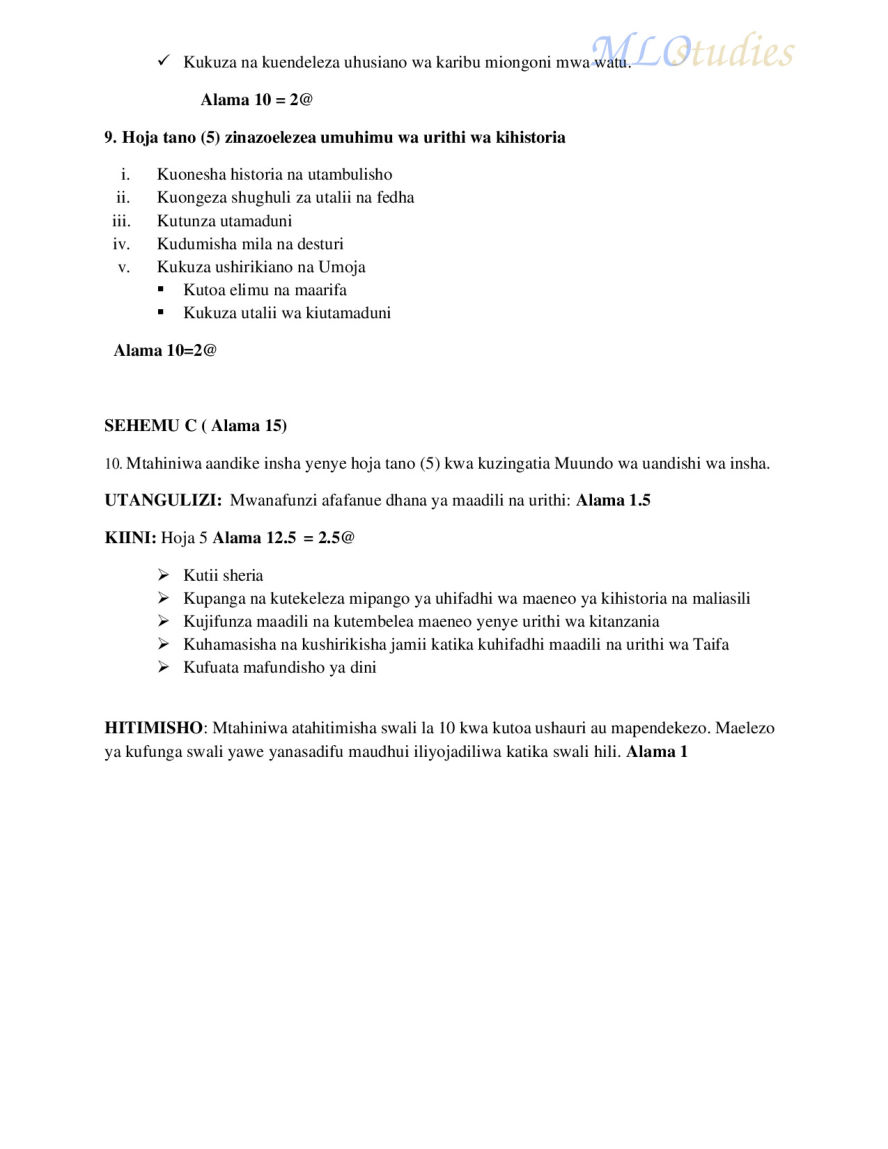 MLOstudies
✓ Kukuza na kuendeleza uhusiano wa karibu miongoni mwa watu.
Alama 10 = 2@
9. Hoja tano (5) zinazoelezea umuhimu wa urithi wa kihistoria
i. Kuonesha historia na utambulisho
ii. Kuongeza shughuli za utalii na fedha
iii. Kutunza utamaduni
iv. Kudumisha mila na desturi
v. Kukuza ushirikiano na Umoja
▪ Kutoa elimu na maarifa
▪ Kukuza utalii wa kiutamaduni
Alama 10=2@
SEHEMU C ( Alama 15)
10. Mtahiniwa aandike insha yenye hoja tano (5) kwa kuzingatia Muundo wa uandishi wa insha.
UTANGULIZI: Mwanafunzi afafanue dhana ya maadili na urithi: Alama 1.5
KIINI: Hoja 5 Alama 12.5 = 2.5@
➢ Kutii sheria
➢ Kupanga na kutekeleza mipango ya uhifadhi wa maeneo ya kihistoria na maliasili
➢ Kujifunza maadili na kutembelea maeneo yenye urithi wa kitanzania
➢ Kuhamasisha na kushirikisha jamii katika kuhifadhi maadili na urithi wa Taifa
➢ Kufuata mafundisho ya dini
HITIMISHO: Mtahiniwa atahitimisha swali la 10 kwa kutoa ushauri au mapendekezo. Maelezo
ya kufunga swali yawe yanasadifu maudhui iliyojadiliwa katika swali hili. Alama 1